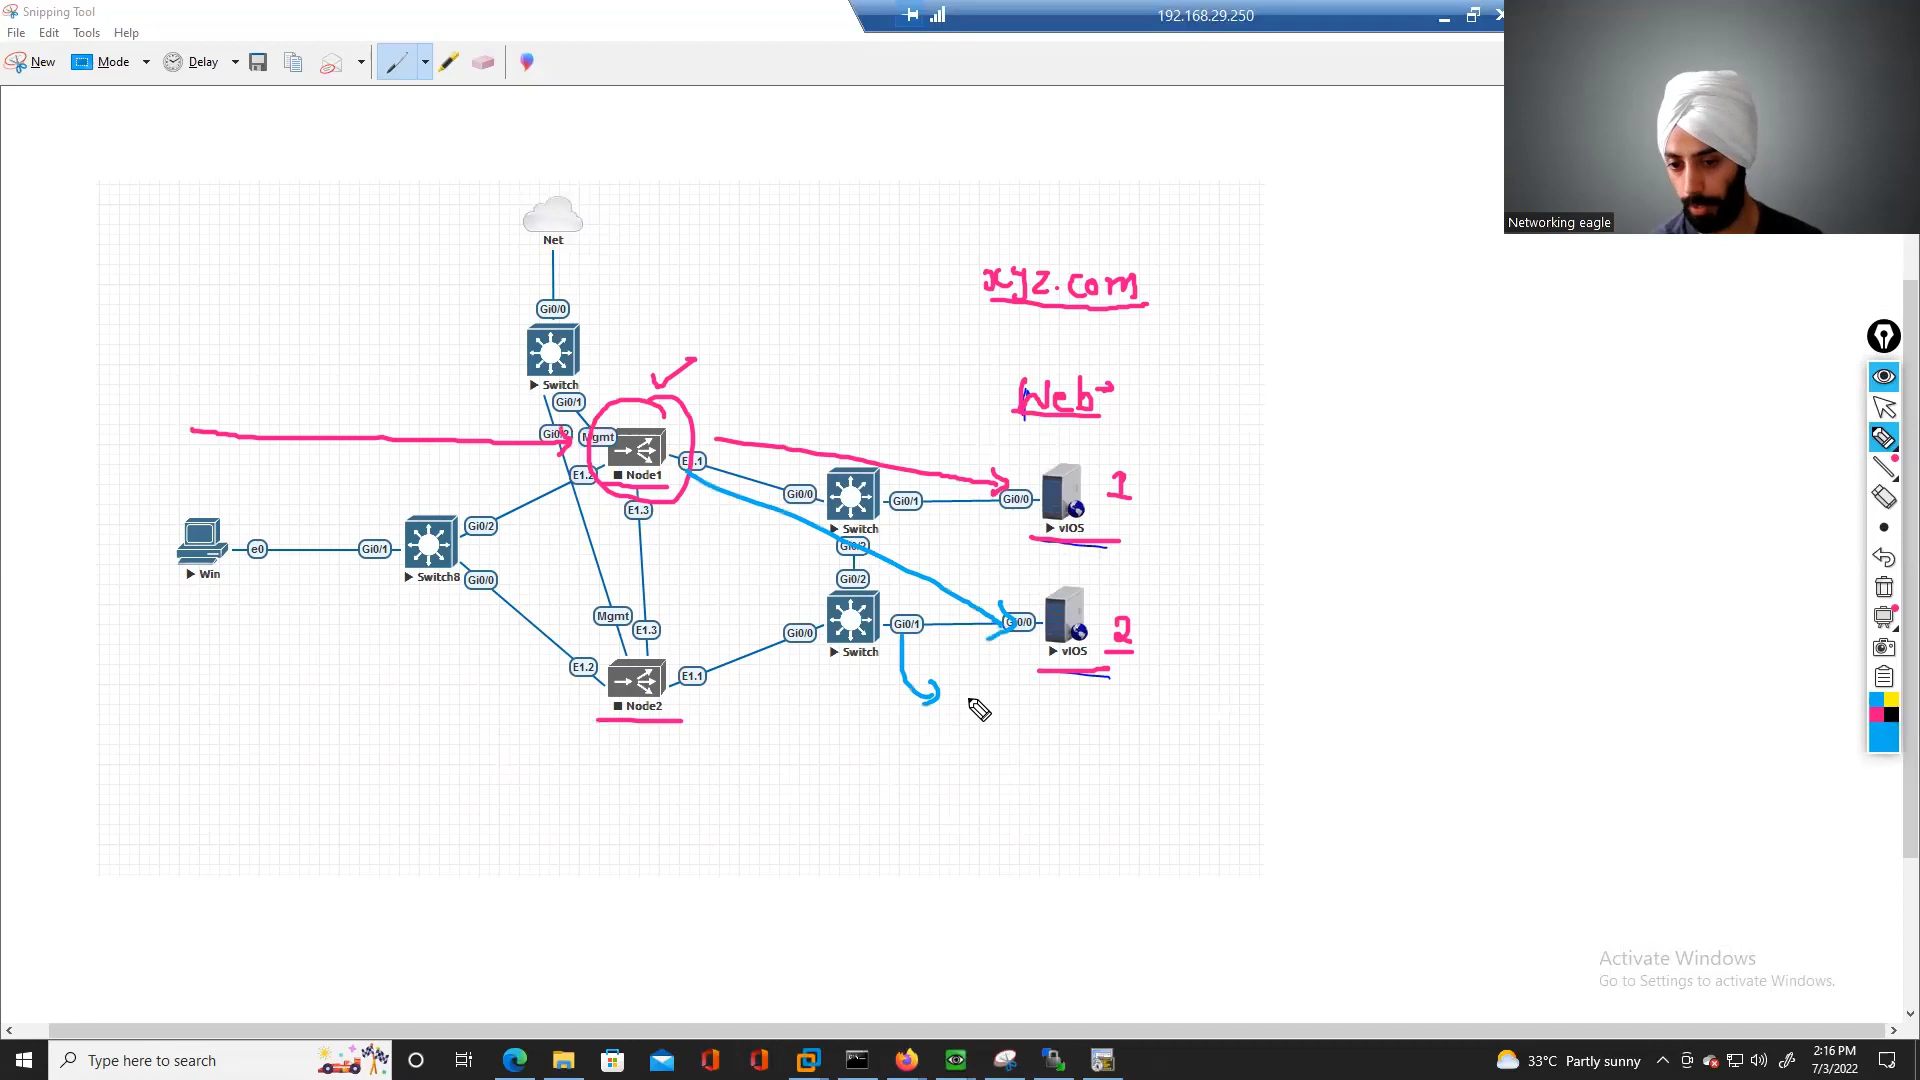 Snipping Tool
192.168.29.250
File Edit Tools Help
New Mode Delay
Networking eagle
Net
Gi0/0
Switch
Gi0/1
Gi0/2
Mgmt
Node1
E1.1
E1.2
E1.3
xyz.com
Web
Gi0/0
Switch
Gi0/1
Gi0/0
vIOS
1
Gi0/2
Gi0/2
Win
e0
Gi0/1
Switch8
Gi0/2
Gi0/0
Mgmt
E1.3
E1.2
Node2
E1.1
Gi0/0
Switch
Gi0/1
Gi0/0
vIOS
2
Activate Windows
Go to Settings to activate Windows.
Type here to search
33°C Partly sunny
2:16 PM
7/3/2022